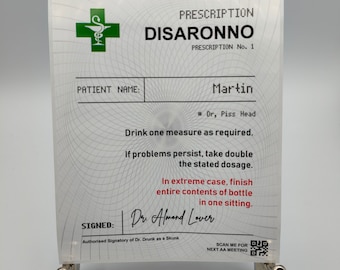 PRESCRIPTION
DISARONNO
PRESCRIPTION No. 1
PATIENT NAME: Martin
* Or, Piss Head
Drink one measure as required.
If problems persist, take double
the stated dosage.
In extreme case, finish
entire contents of bottle
in one sitting.
SIGNED: Dr Almond Lover
Authorised Signatory of Dr. Drunk as a Skunk
SCAN ME FOR
NEXT AA MEETING